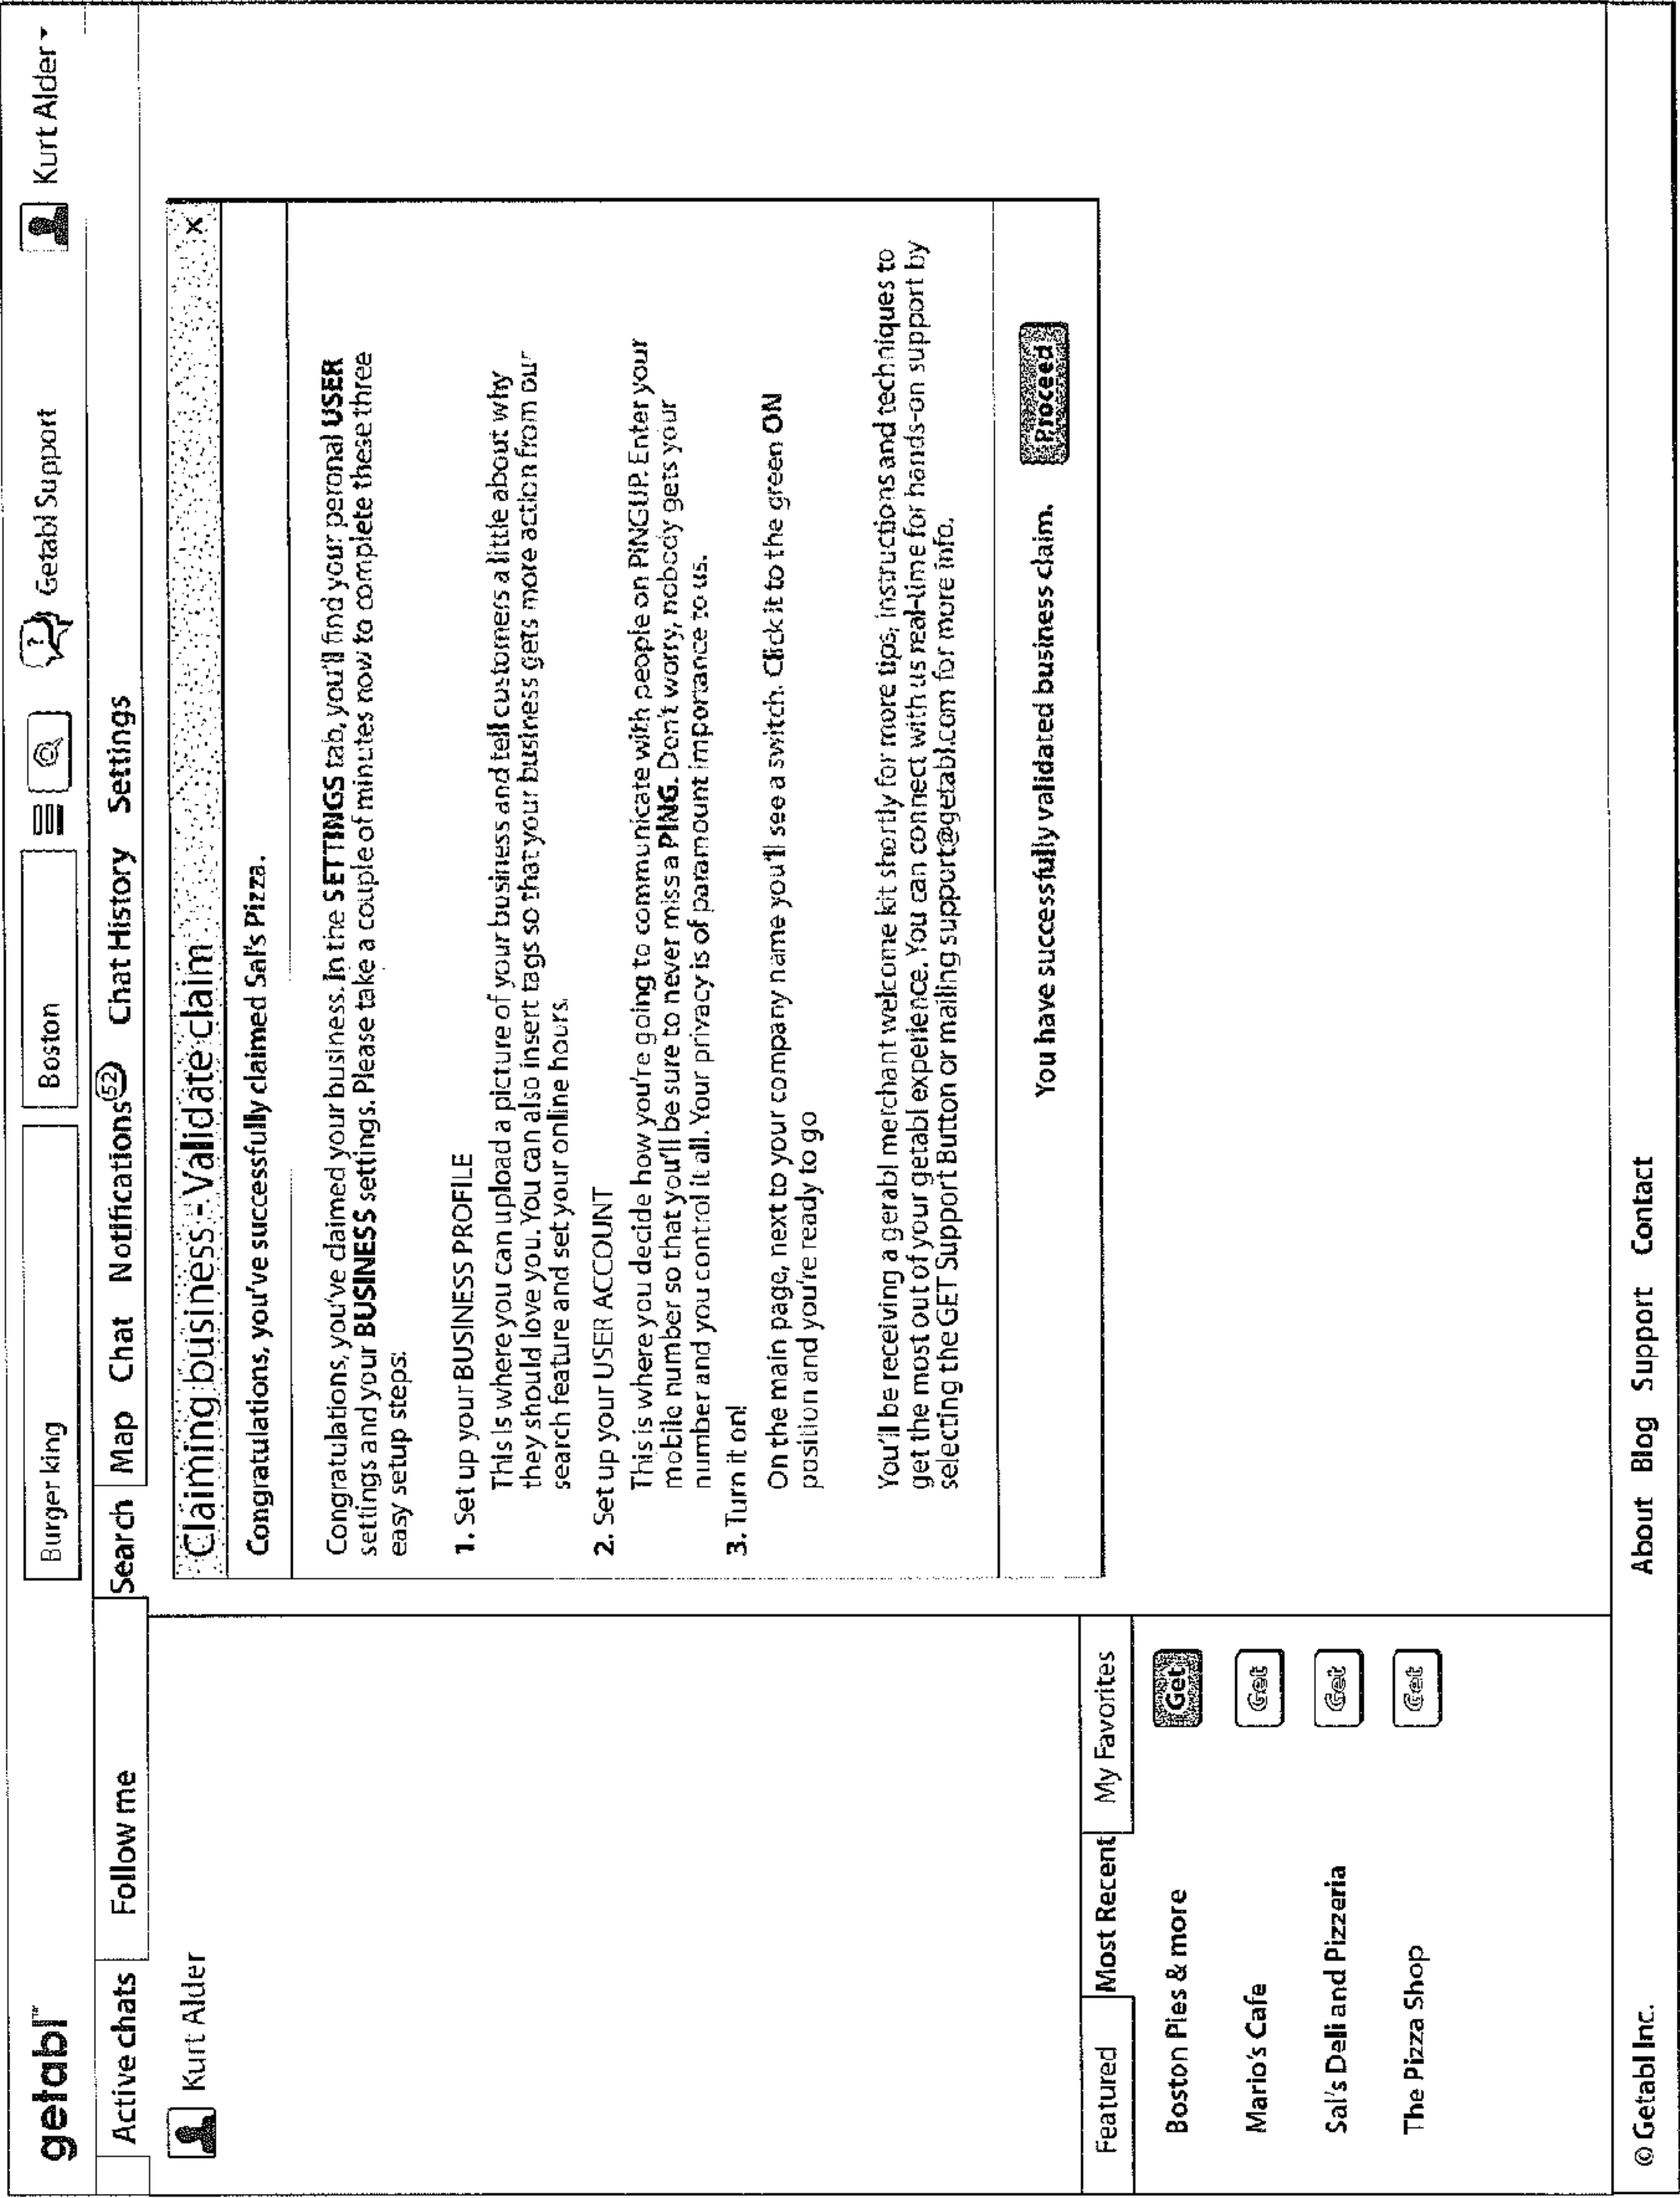 getabl™
Burger king
Boston
Getabl Support
Kurt Alder
Active chats
Follow me
Search
Map
Chat
Notifications 52
Chat History
Settings
Kurt Alder
Claiming business - Validate claim
X
Congratulations, you've successfully claimed Sal's Pizza.
Congratulations, you've claimed your business. In the SETTINGS tab, you'll find your peronal USER
settings and your BUSINESS settings. Please take a couple of minutes now to complete these three
easy setup steps:
1. Set up your BUSINESS PROFILE
This is where you can upload a picture of your business and tell customers a little about why
they should love you. You can also insert tags so that your business gets more action from our
search feature and set your online hours.
2. Set up your USER ACCOUNT
This is where you decide how you're going to communicate with people on PINGUP. Enter your
mobile number so that you'll be sure to never miss a PING. Don't worry, nobody gets your
number and you control it all. Your privacy is of paramount importance to us.
3. Turn it on!
On the main page, next to your company name you'll see a switch. Click it to the green ON
position and you're ready to go
You'll be receiving a gerabl merchant welcome kit shortly for more tips, instructions and techniques to
get the most out of your getabl experience. You can connect with us real-time for hands-on support by
selecting the GET Support Button or mailing support@getabl.com for more info.
You have successfully validated business claim.
Proceed
Featured
Most Recent
My Favorites
Boston Pies & more
Get
Mario's Cafe
Get
Sal's Deli and Pizzeria
Get
The Pizza Shop
Get
© Getabl Inc.
About
Blog
Support
Contact